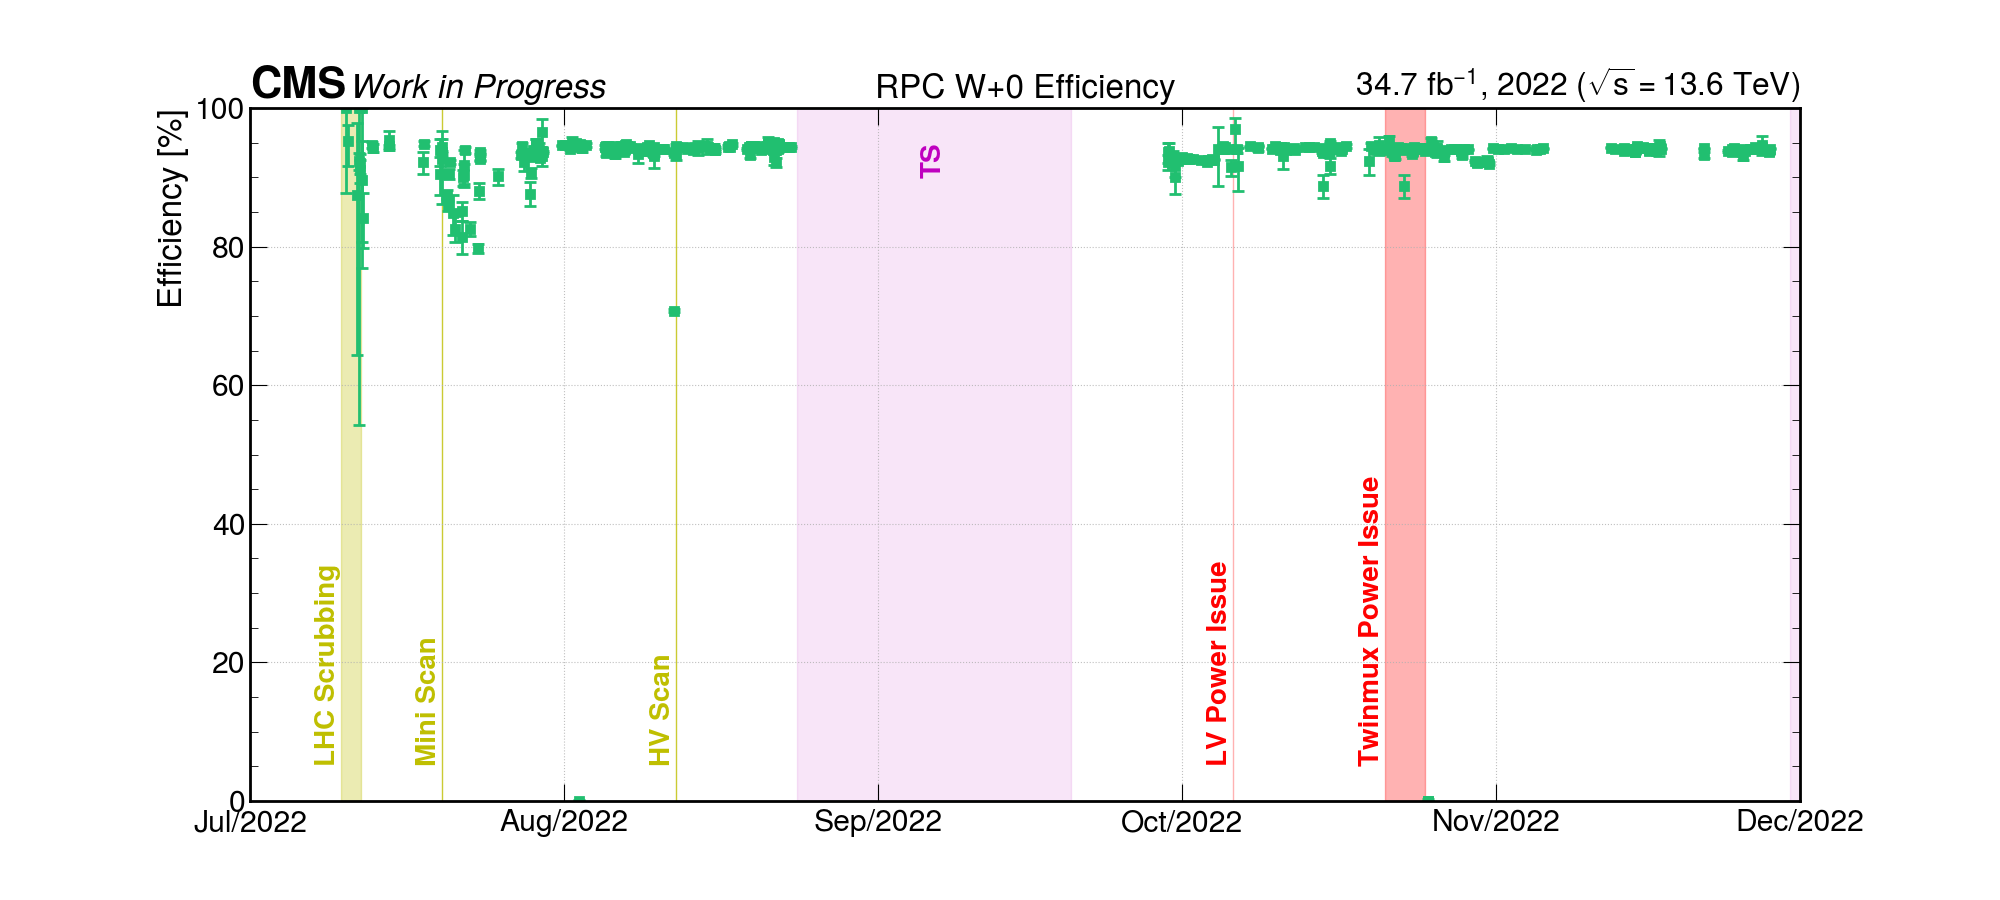 CMS Work in Progress
RPC W+0 Efficiency
34.7 fb⁻¹, 2022 (√s = 13.6 TeV)
Efficiency [%]
100
80
60
40
20
0
LHC Scrubbing
Mini Scan
HV Scan
TS
LV Power Issue
Twinmux Power Issue
Jul/2022
Aug/2022
Sep/2022
Oct/2022
Nov/2022
Dec/2022